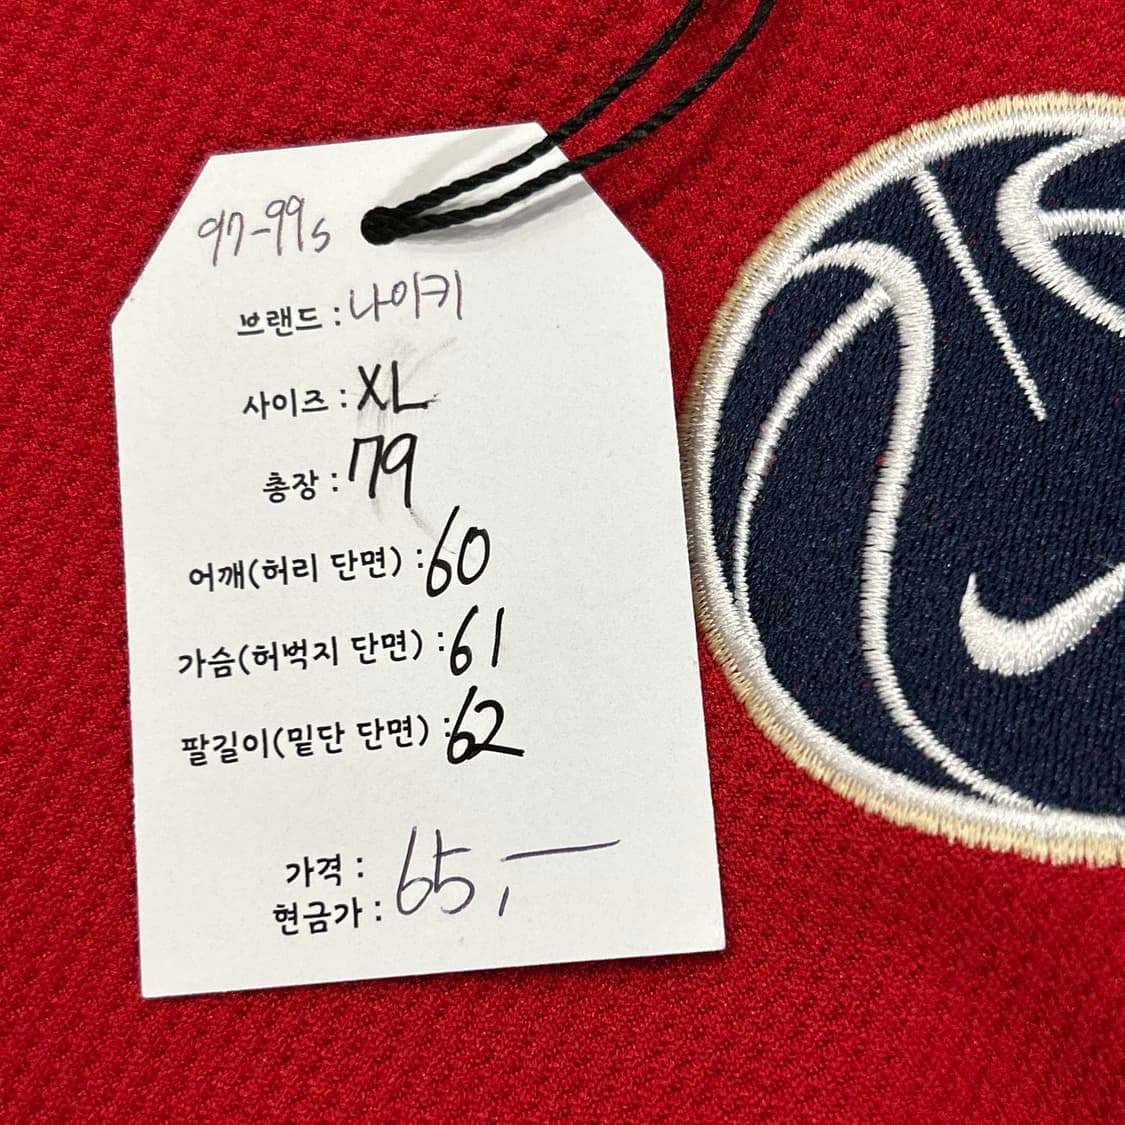 97-99s
브랜드 : 나이키
사이즈 : XL
총장 : 79
어깨(허리 단면) : 60
가슴(허벅지 단면) : 61
팔길이(밑단 단면) : 62
가격 :
현금가 : 65,—